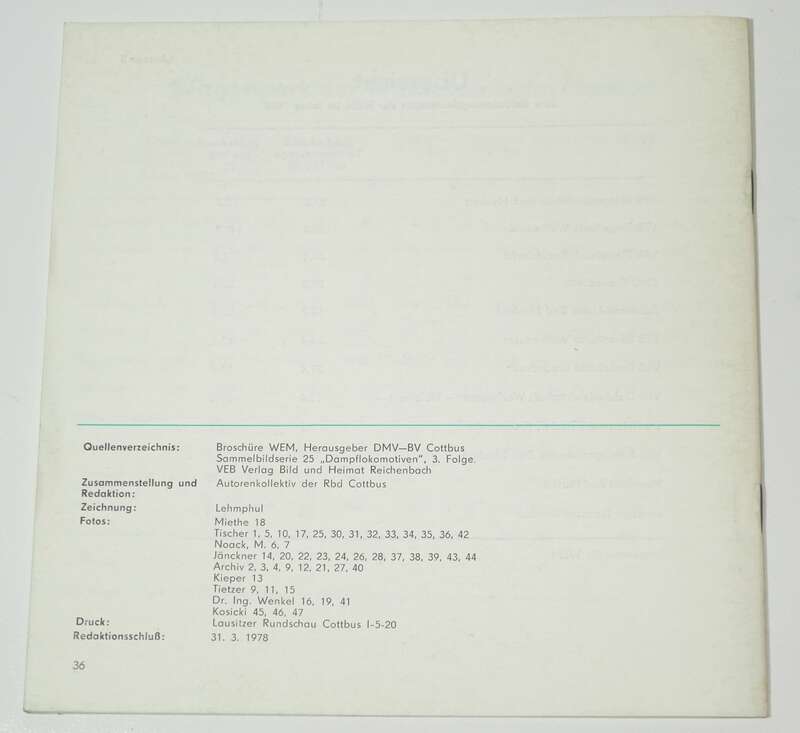 Quellenverzeichnis: Broschüre WEM, Herausgeber DMV—BV Cottbus
Sammelbildserie 25 „Dampflokomotiven", 3. Folge.
VEB Verlag Bild und Heimat Reichenbach
Zusammenstellung und Autorenkollektiv der Rbd Cottbus
Redaktion:
Zeichnung: Lehmphul
Fotos: Miethe 18
Tischer 1, 5, 10, 17, 25, 30, 31, 32, 33, 34, 35, 36, 42
Noack, M. 6, 7
Jänckner 14, 20, 22, 23, 24, 26, 28, 37, 38, 39, 43, 44
Archiv 2, 3, 4, 9, 12, 21, 27, 40
Kieper 13
Tietzer 9, 11, 15
Dr. Ing. Wenkel 16, 19, 41
Kosicki 45, 46, 47
Druck: Lausitzer Rundschau Cottbus I-5-20
Redaktionsschluß: 31. 3. 1978
36